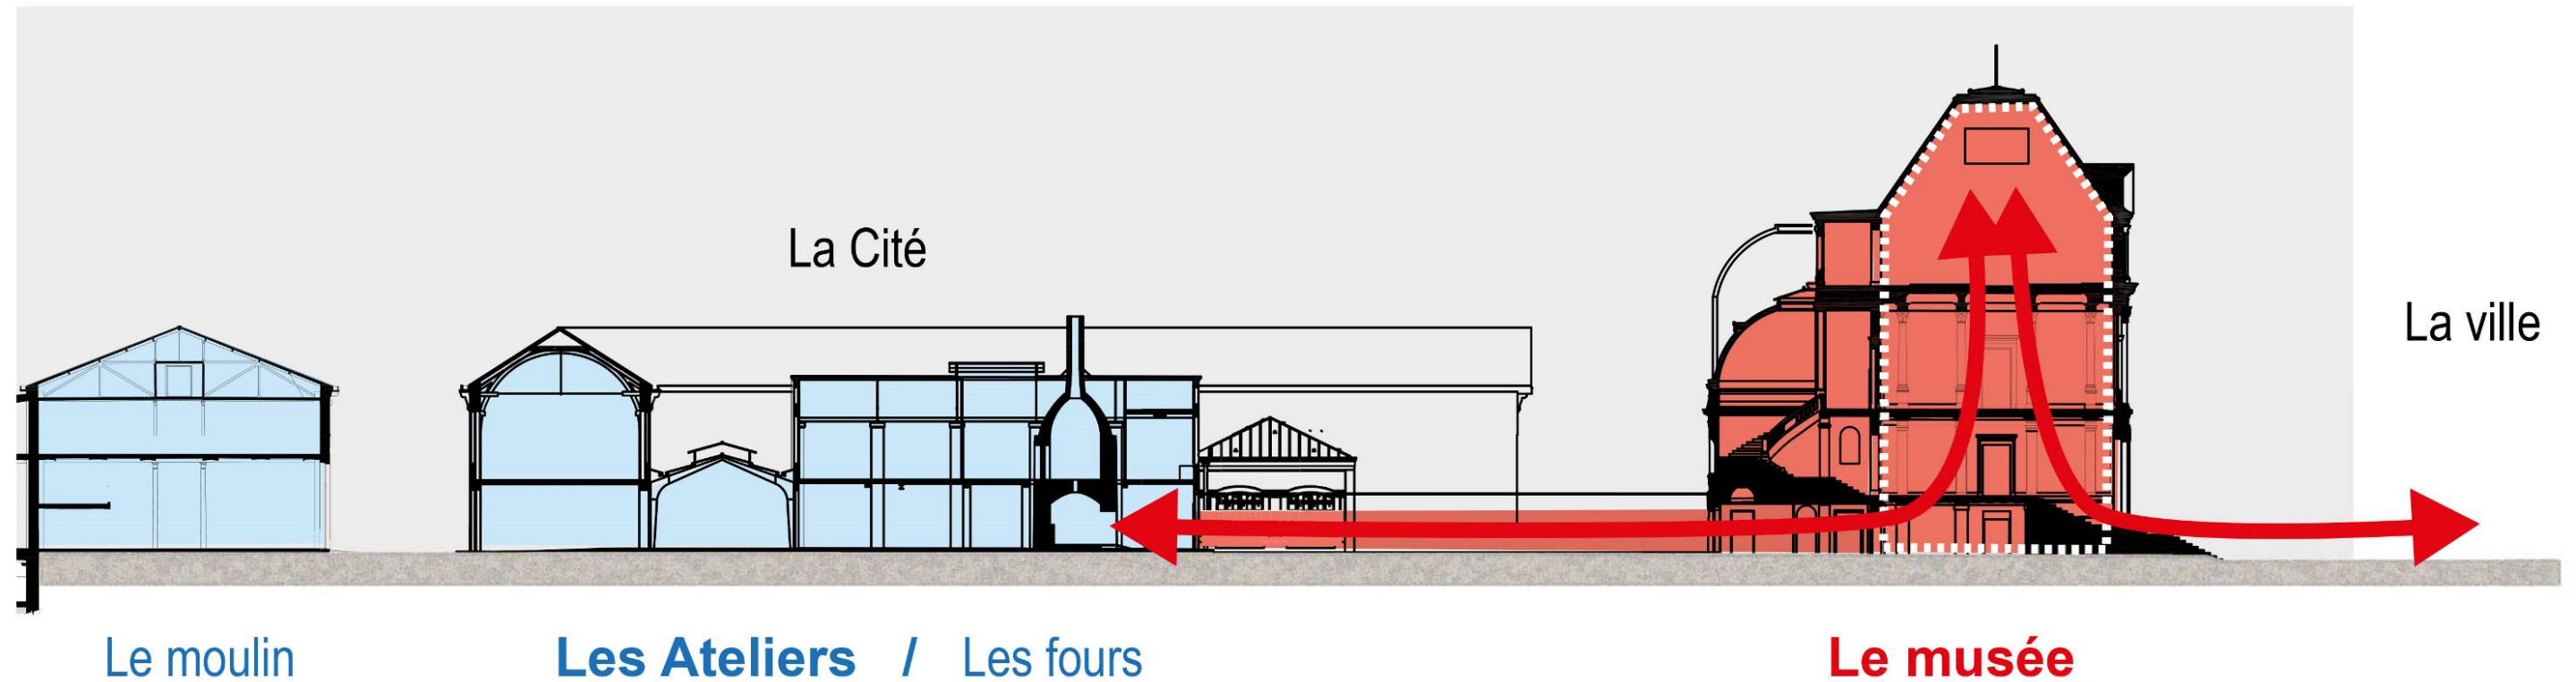 La Cité
La ville
Le moulin
Les Ateliers / Les fours
Le musée